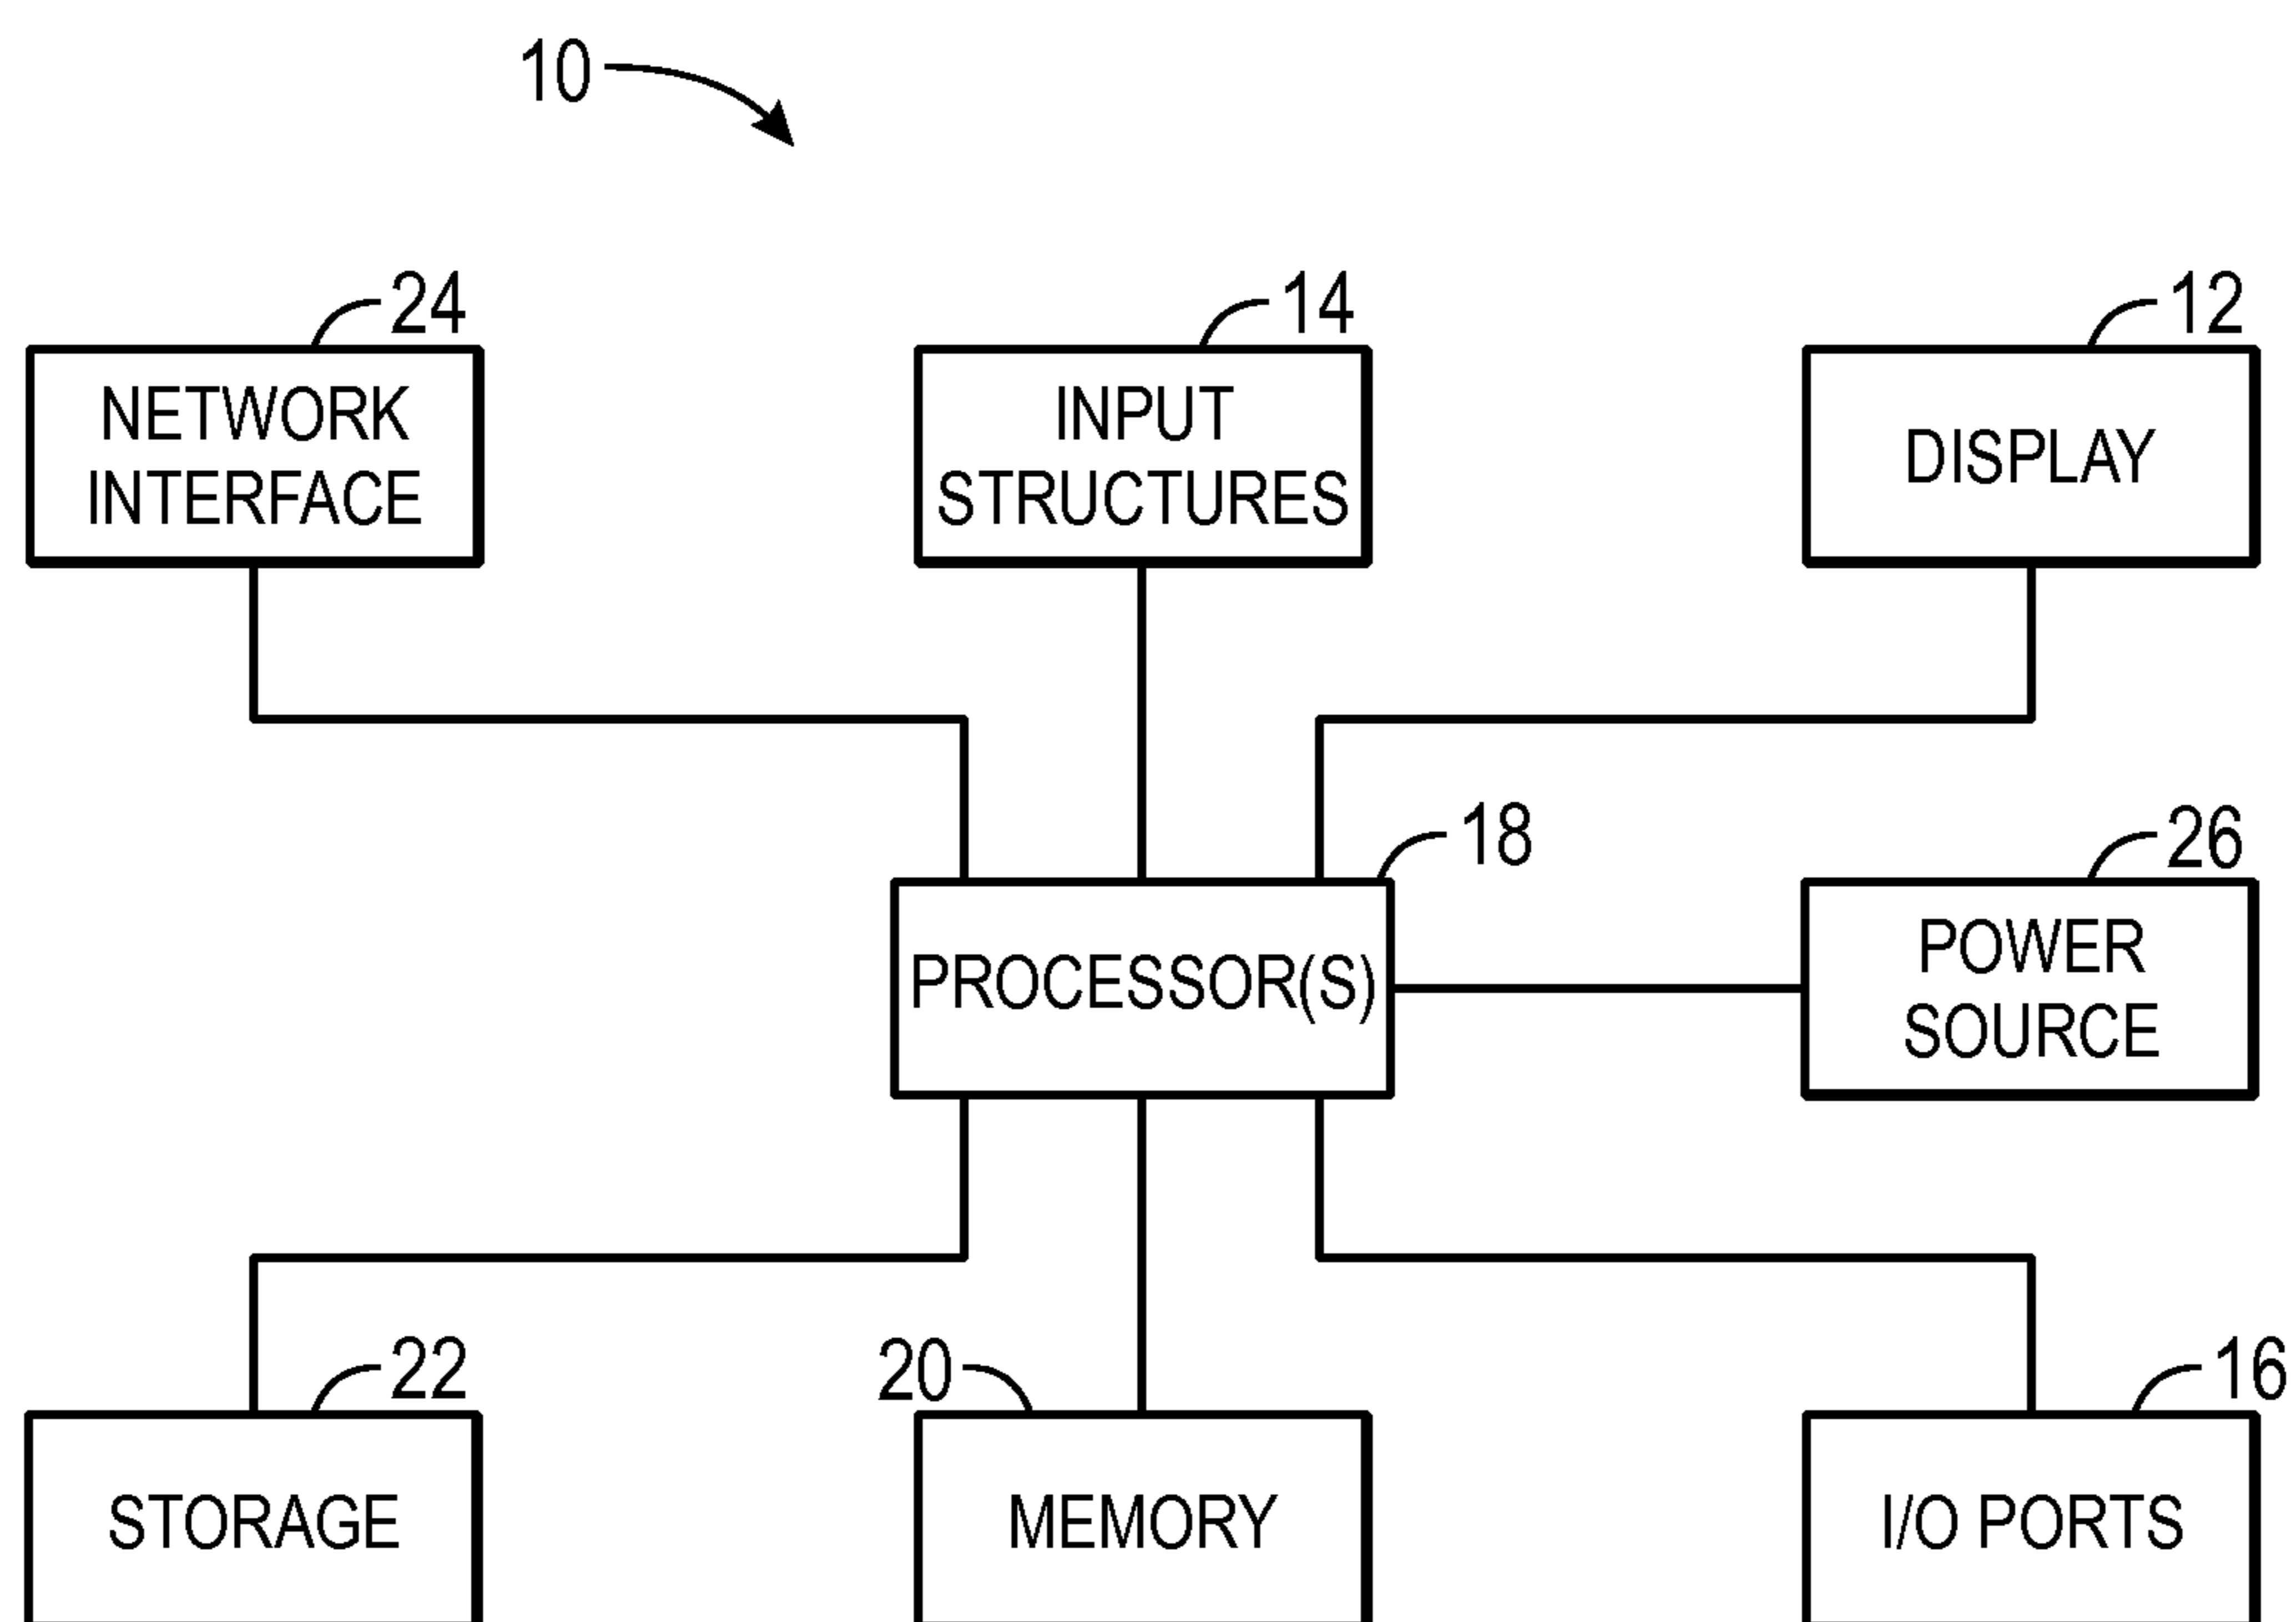 10
24
14
12
NETWORK
INTERFACE
INPUT
STRUCTURES
DISPLAY
18
26
PROCESSOR(S)
POWER
SOURCE
22
20
16
STORAGE
MEMORY
I/O PORTS